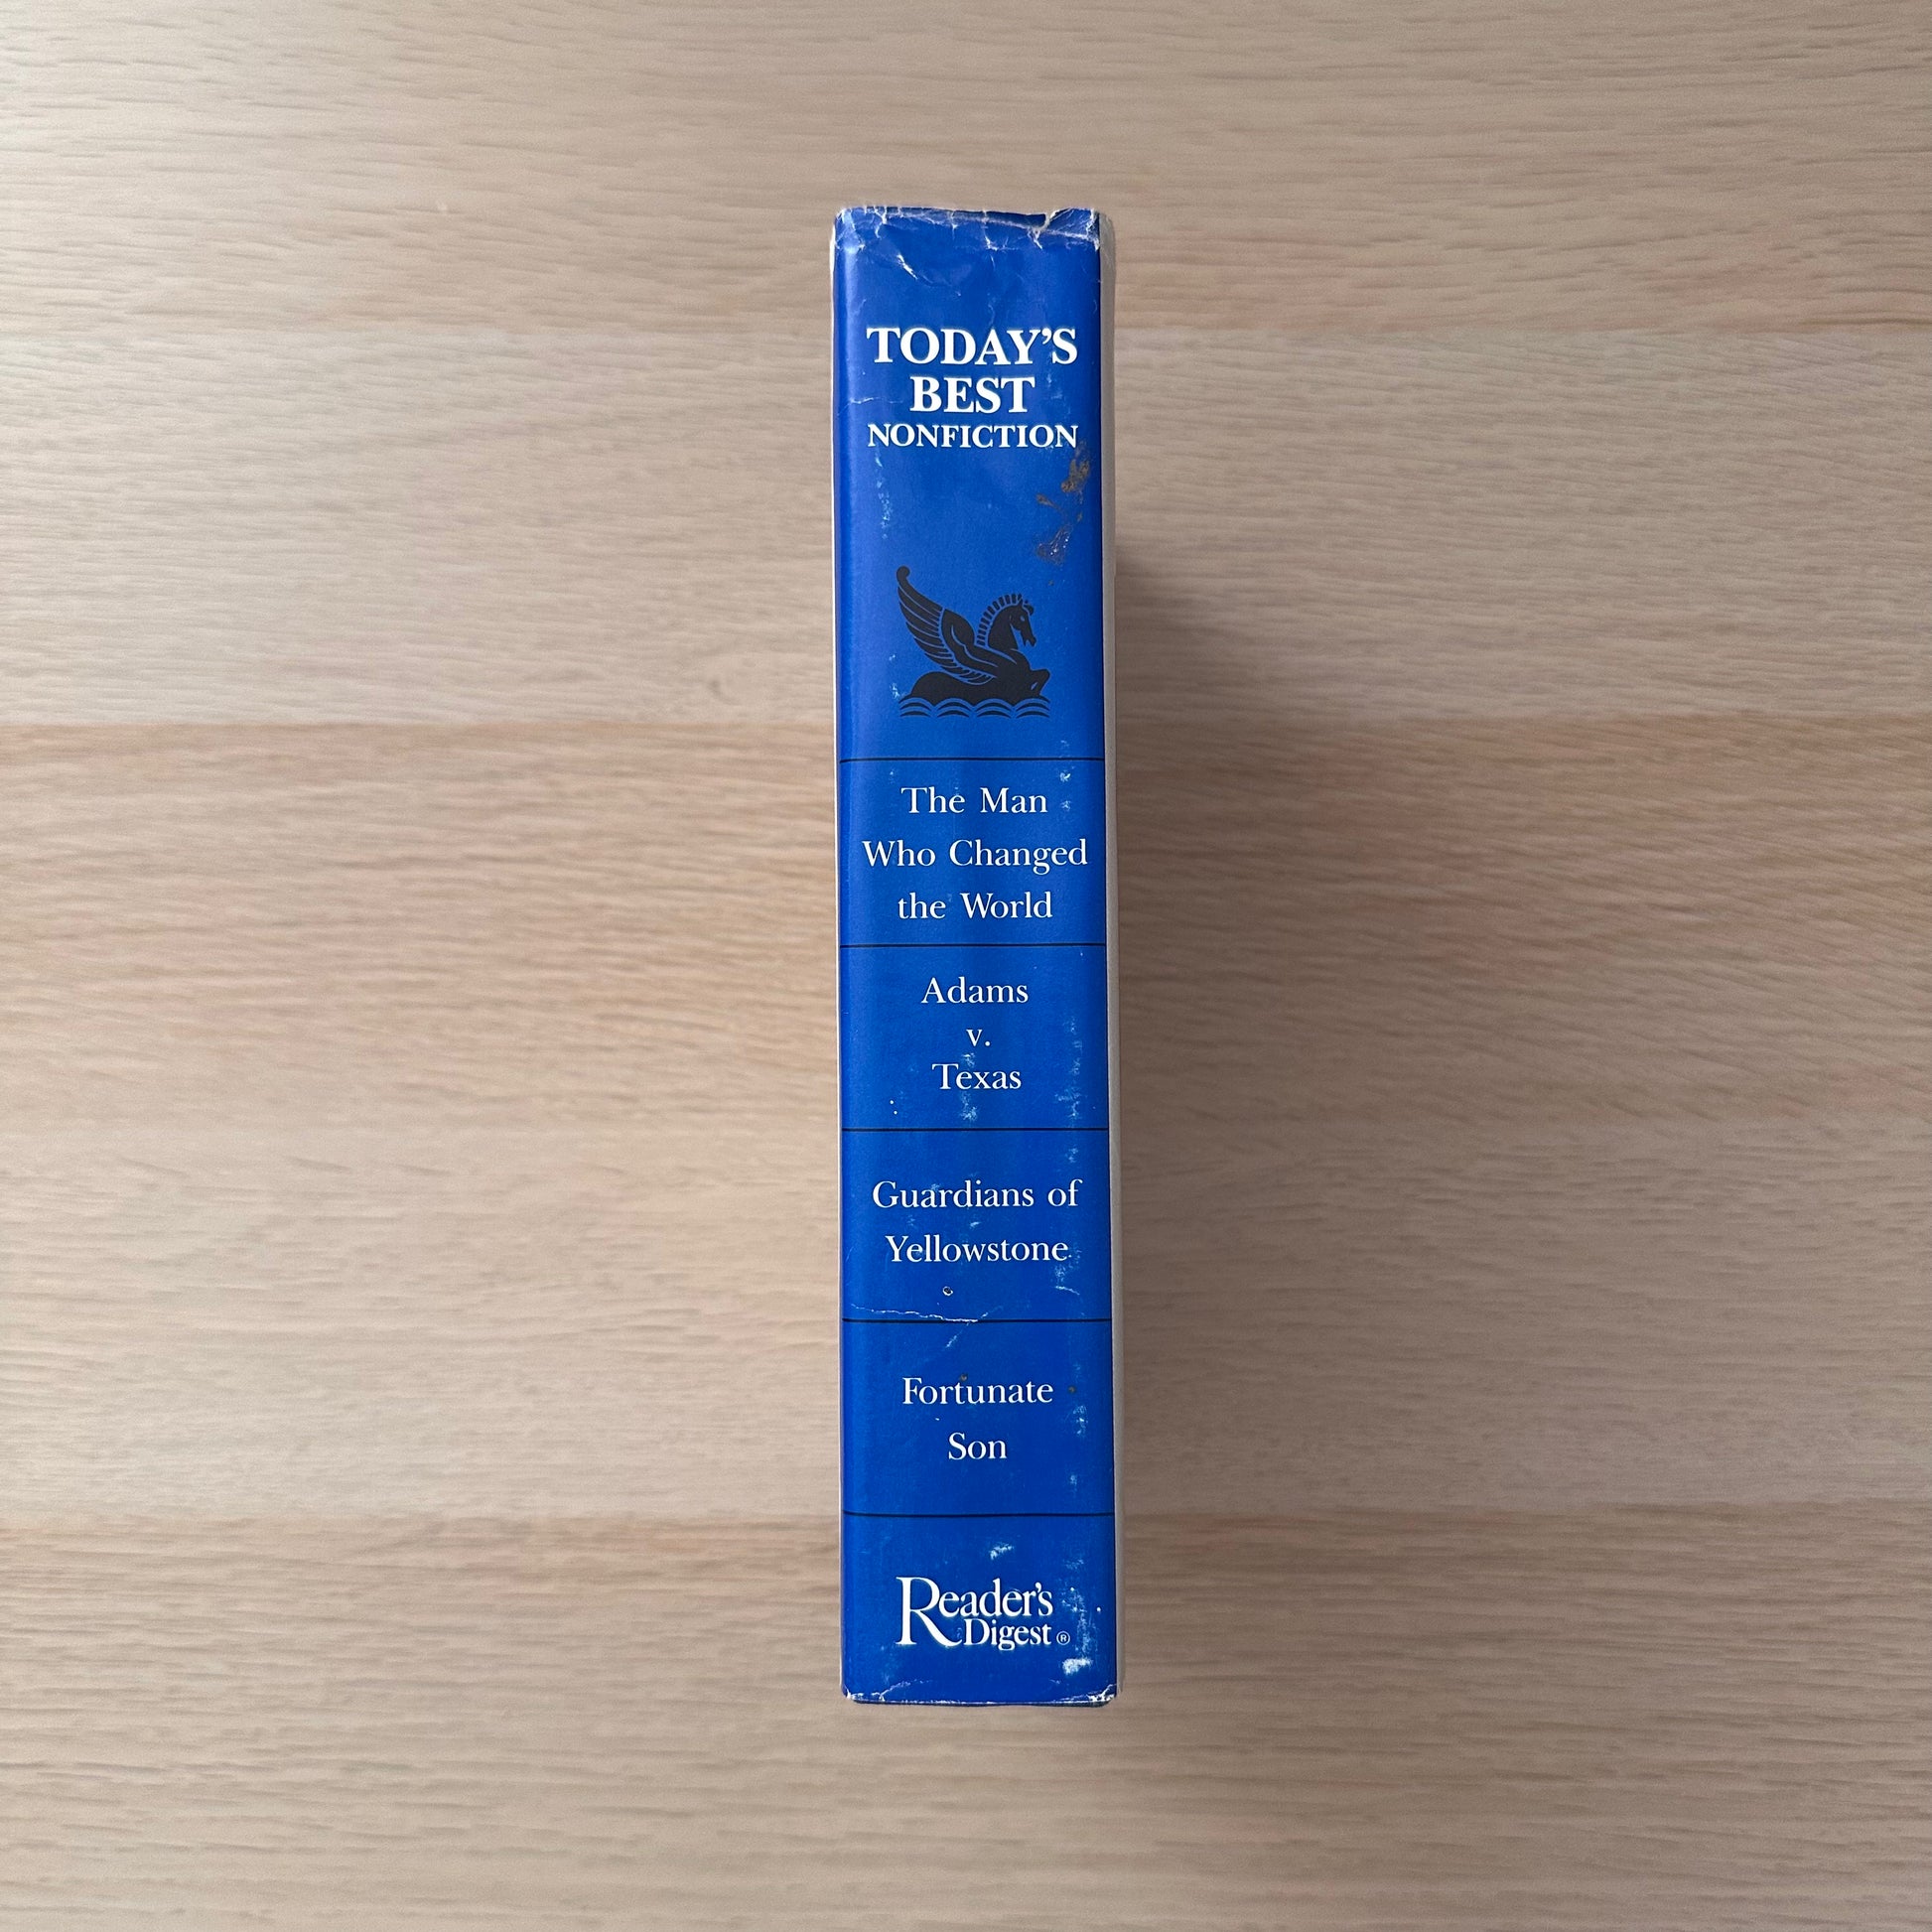 TODAY’S
BEST
NONFICTION
The Man
Who Changed
the World
Adams
v.
Texas
Guardians of
Yellowstone
Fortunate
Son
Reader’s
Digest®